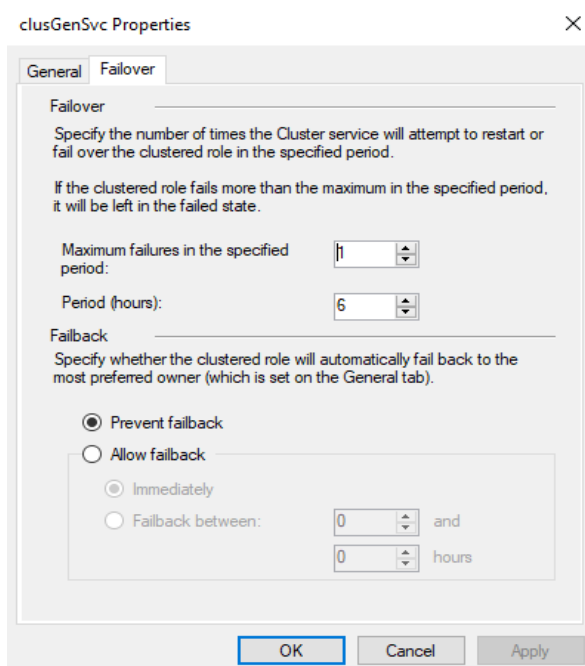 clusGenSvc Properties
General Failover
Failover
Specify the number of times the Cluster service will attempt to restart or
fail over the clustered role in the specified period.
If the clustered role fails more than the maximum in the specified period,
it will be left in the failed state.
Maximum failures in the specified
period:
1
Period (hours):
6
Failback
Specify whether the clustered role will automatically fail back to the
most preferred owner (which is set on the General tab).
Prevent failback
Allow failback
Immediately
Failback between:
0 and
0 hours
OK Cancel Apply